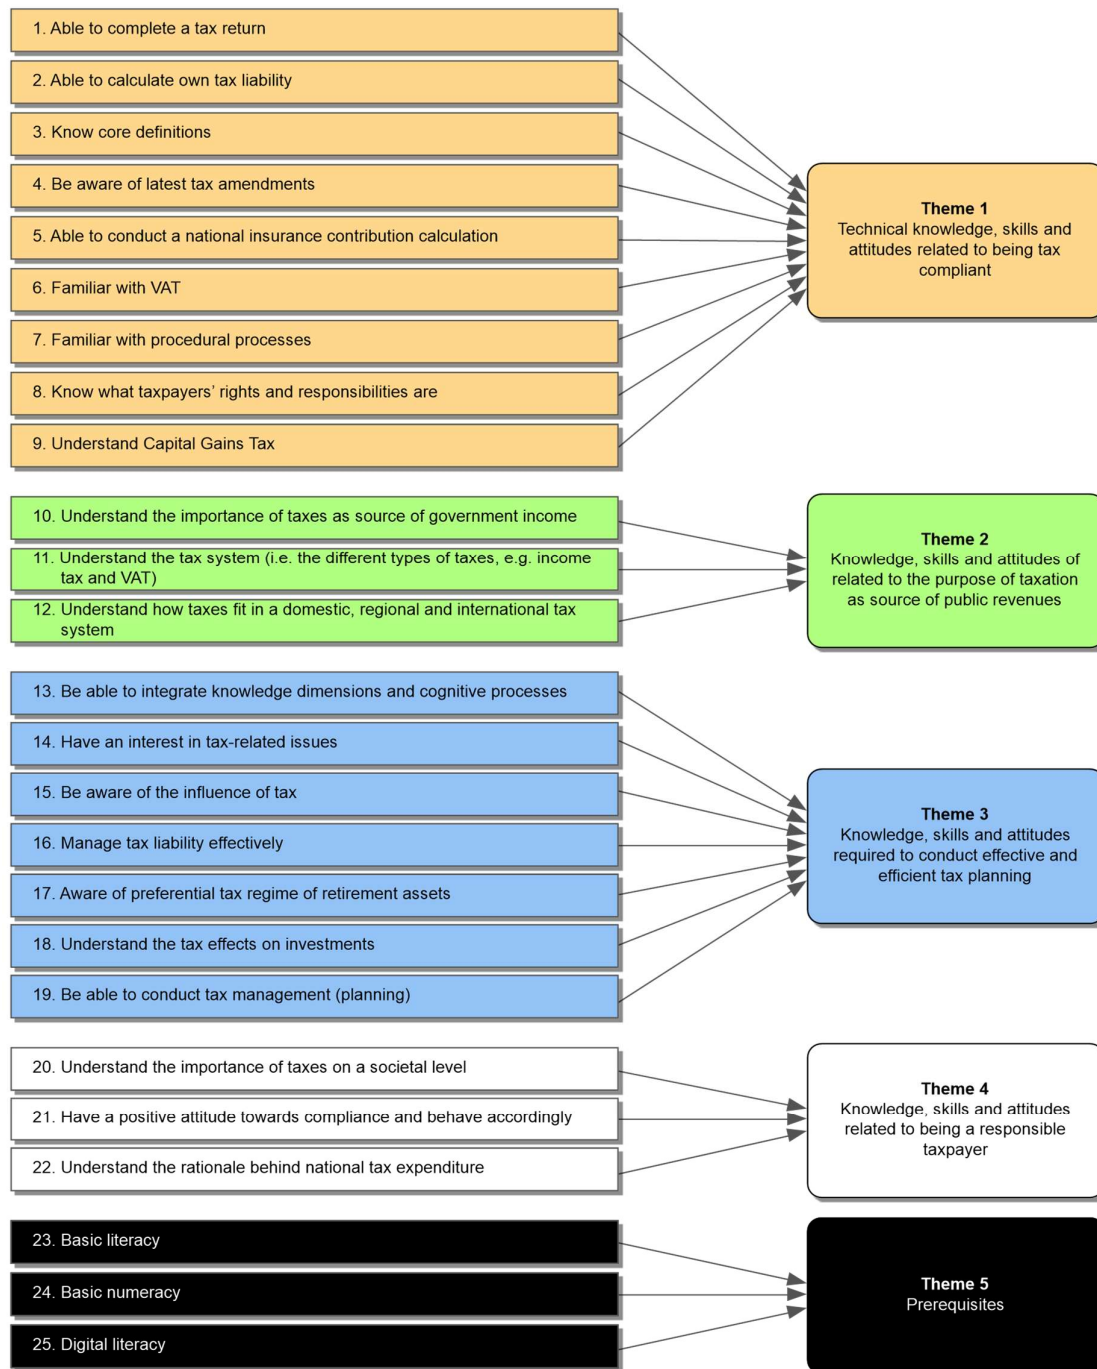 1. Able to complete a tax return
2. Able to calculate own tax liability
3. Know core definitions
4. Be aware of latest tax amendments
5. Able to conduct a national insurance contribution calculation
6. Familiar with VAT
7. Familiar with procedural processes
8. Know what taxpayers’ rights and responsibilities are
9. Understand Capital Gains Tax
Theme 1
Technical knowledge, skills and
attitudes related to being tax
compliant
10. Understand the importance of taxes as source of government income
11. Understand the tax system (i.e. the different types of taxes, e.g. income
tax and VAT)
12. Understand how taxes fit in a domestic, regional and international tax
system
Theme 2
Knowledge, skills and attitudes of
related to the purpose of taxation
as source of public revenues
13. Be able to integrate knowledge dimensions and cognitive processes
14. Have an interest in tax-related issues
15. Be aware of the influence of tax
16. Manage tax liability effectively
17. Aware of preferential tax regime of retirement assets
18. Understand the tax effects on investments
19. Be able to conduct tax management (planning)
Theme 3
Knowledge, skills and attitudes
required to conduct effective and
efficient tax planning
20. Understand the importance of taxes on a societal level
21. Have a positive attitude towards compliance and behave accordingly
22. Understand the rationale behind national tax expenditure
Theme 4
Knowledge, skills and attitudes
related to being a responsible
taxpayer
23. Basic literacy
24. Basic numeracy
25. Digital literacy
Theme 5
Prerequisites